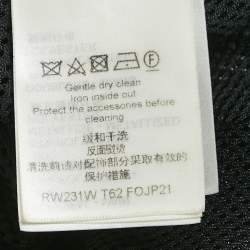 Gentle dry clean
Iron inside out
Protect the accessories before
cleaning
缓和干洗
反面熨烫
清洗前请对配饰部分采取有效的
保护措施
RW231W T62 FOJP21